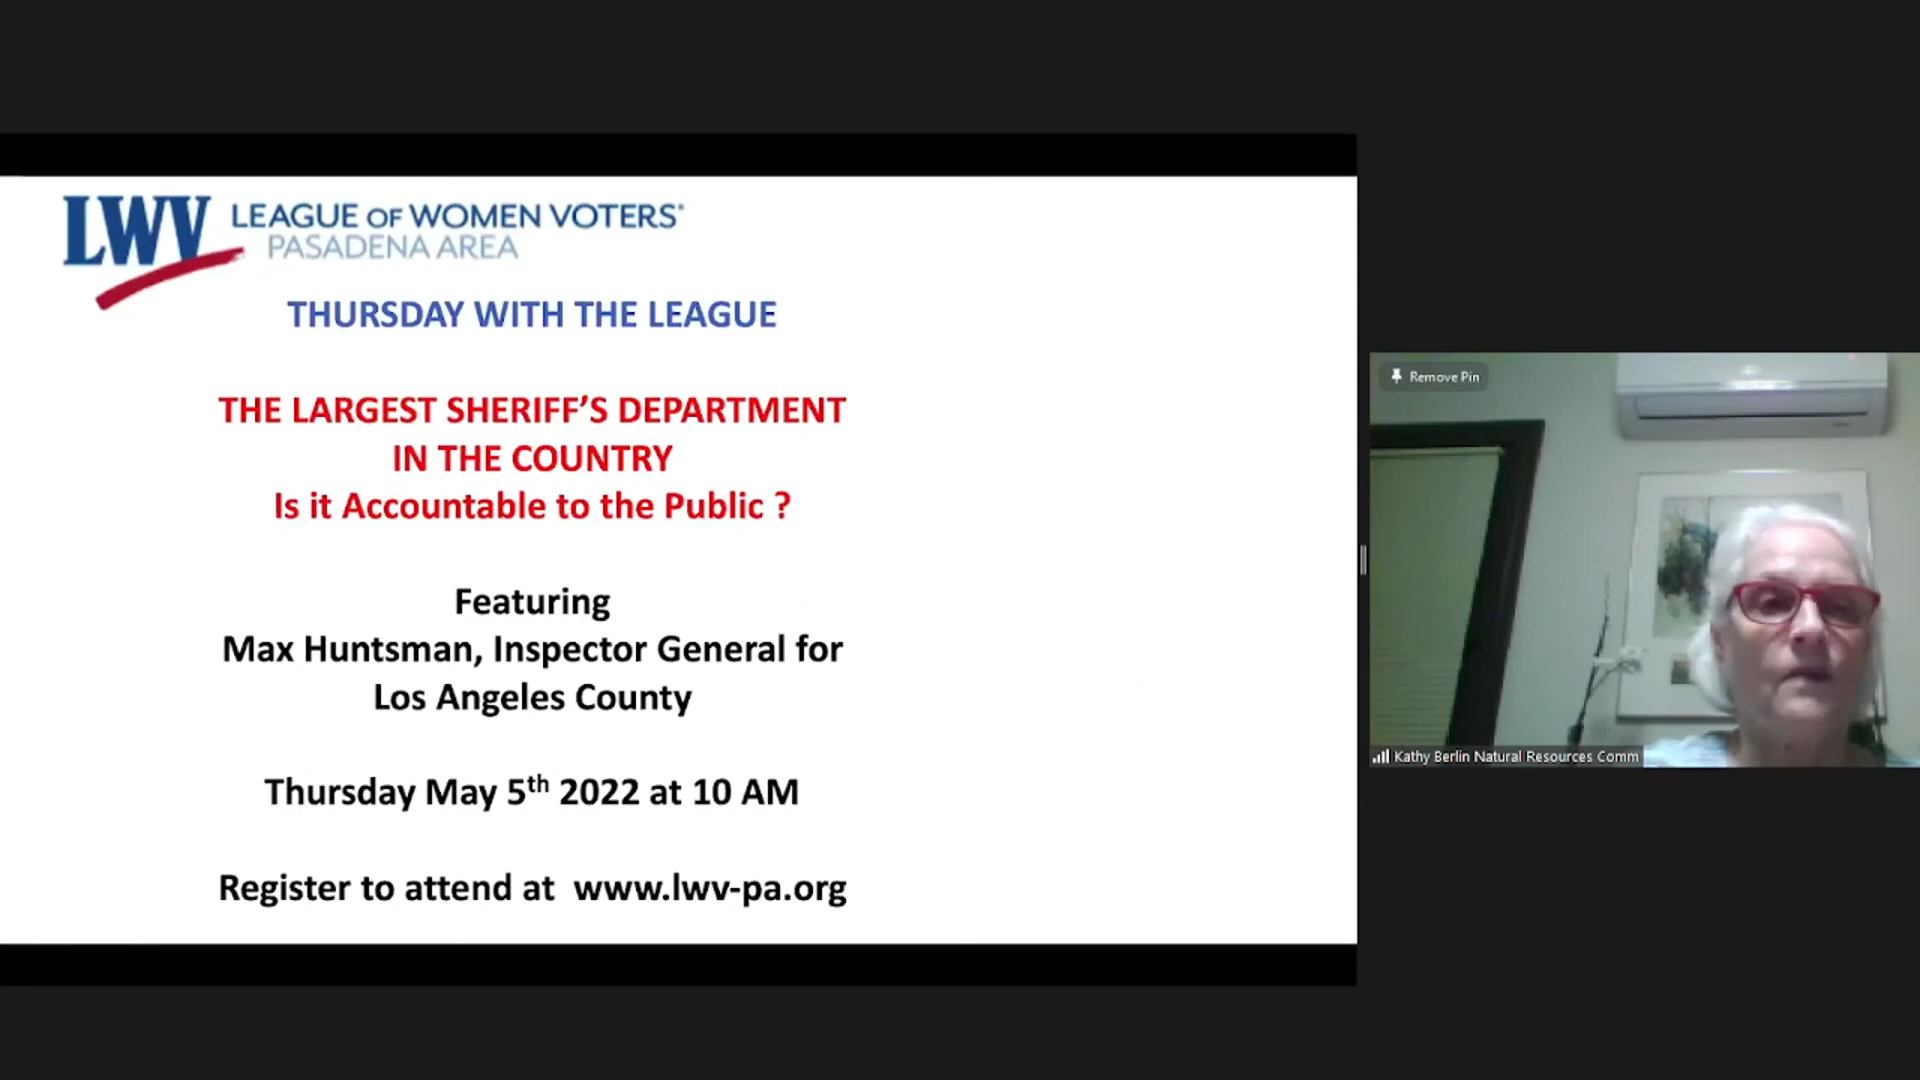 LWV LEAGUE OF WOMEN VOTERS®
PASADENA AREA
THURSDAY WITH THE LEAGUE
THE LARGEST SHERIFF’S DEPARTMENT
IN THE COUNTRY
Is it Accountable to the Public ?
Featuring
Max Huntsman, Inspector General for
Los Angeles County
Thursday May 5th 2022 at 10 AM
Register to attend at www.lwv-pa.org
Remove Pin
Kathy Berlin Natural Resources Comm